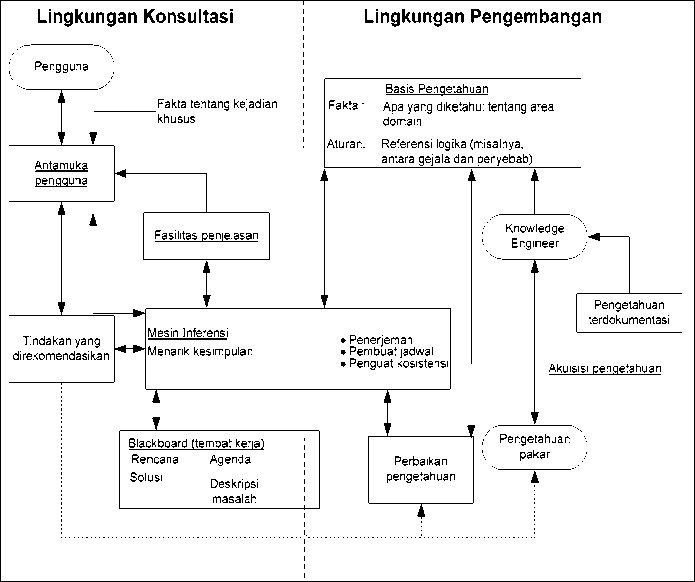 Lingkungan Konsultasi
Lingkungan Pengembangan
Pengguna
Fakta tentang kejadian
khusus
Antamuka
pengguna
Fasilitas penjelasan
Tindakan yang
direkomendasikan
Mesin Inferensi
Menarik kesimpulan
• Penerjemah
• Pembuat jadwal
• Penguat kosistensi
Blackboard (tempat kerja)
Rencana Agenda
Solusi Deskripsi
masalah
Basis Pengetahuan
Fakta : Apa yang diketahui tentang area
domain
Aturan: Referensi logika (misalnya,
antara gejala dan penyebab)
Knowledge
Engineer
Pengetahuan
terdokumentasi
Akuisisi pengetahuan
Pengetahuan
pakar
Perbaikan
pengetahuan